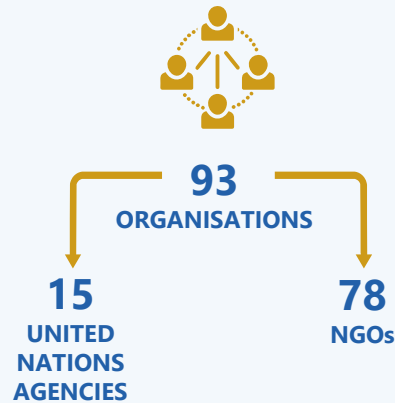 93
ORGANISATIONS
15
UNITED
NATIONS
AGENCIES
78
NGOs